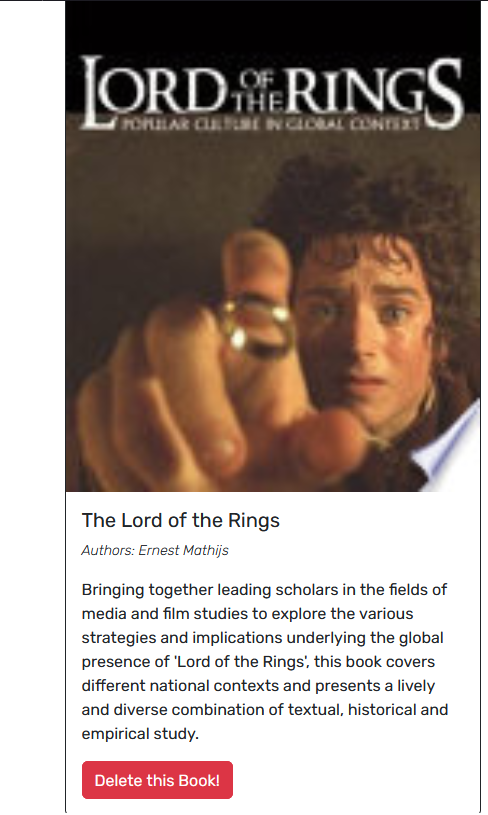 LORD OF THE RINGS
POPULAR CULTURE IN GLOBAL CONTEXT
The Lord of the Rings
Authors: Ernest Mathijs
Bringing together leading scholars in the fields of
media and film studies to explore the various
strategies and implications underlying the global
presence of 'Lord of the Rings', this book covers
different national contexts and presents a lively
and diverse combination of textual, historical and
empirical study.
Delete this Book!